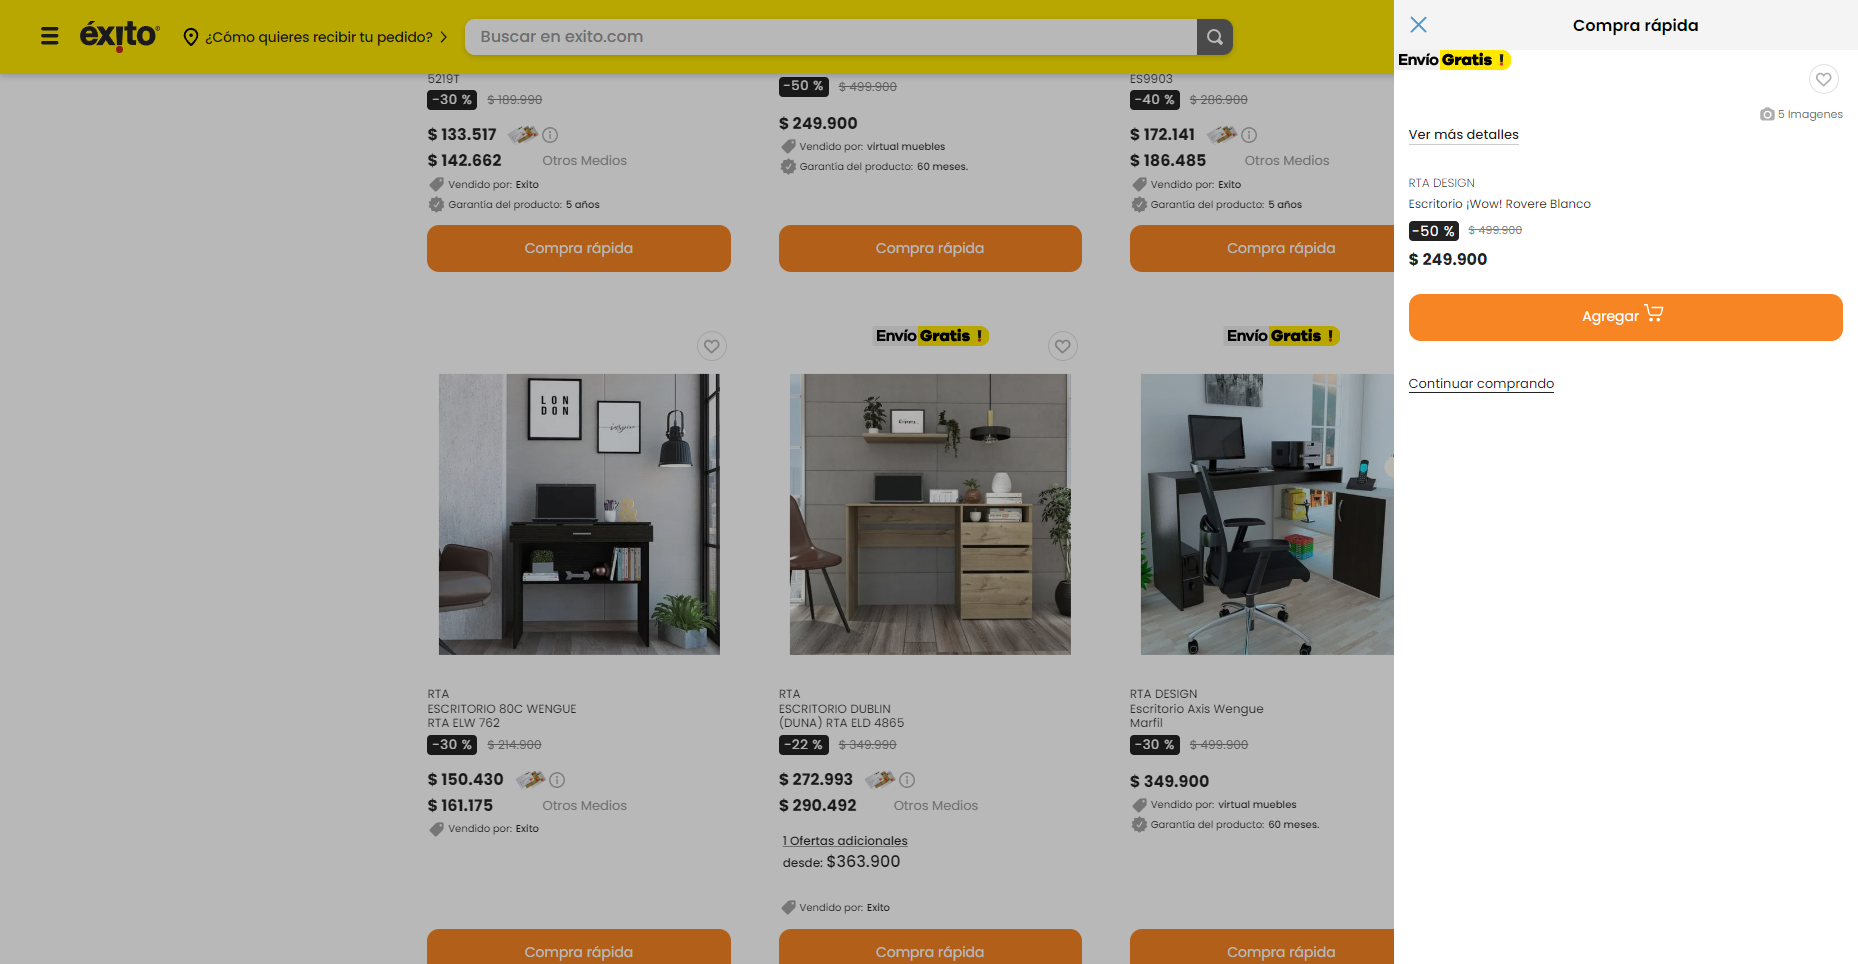 éxito
¿Cómo quieres recibir tu pedido?
Buscar en exito.com
5219T
-30 % $ 189.990
$ 133.517
$ 142.662 Otros Medios
Vendido por: Exito
Garantía del producto: 5 años
Compra rápida
-50 % $ 499.900
$ 249.900
Vendido por: virtual muebles
Garantía del producto: 60 meses.
Compra rápida
ES9903
-40 % $ 286.900
$ 172.141
$ 186.485 Otros Medios
Vendido por: Exito
Garantía del producto: 5 años
Compra rápida
LON
DON
inspire
RTA
ESCRITORIO 80C WENGUE
RTA ELW 762
-30 % $ 214.900
$ 150.430
$ 161.175 Otros Medios
Vendido por: Exito
Compra rápida
Envío Gratis !
RTA
ESCRITORIO DUBLIN
(DUNA) RTA ELD 4865
-22 % $ 349.990
$ 272.993
$ 290.492 Otros Medios
1 Ofertas adicionales
desde: $363.900
Vendido por: Exito
Compra rápida
Envío Gratis !
RTA DESIGN
Escritorio Axis Wengue
Marfil
-30 % $ 499.900
$ 349.900
Vendido por: virtual muebles
Garantía del producto: 60 meses.
Compra rápida
Compra rápida
Envío Gratis !
5 Imagenes
Ver más detalles
RTA DESIGN
Escritorio ¡Wow! Rovere Blanco
-50 % $ 499.900
$ 249.900
Agregar
Continuar comprando